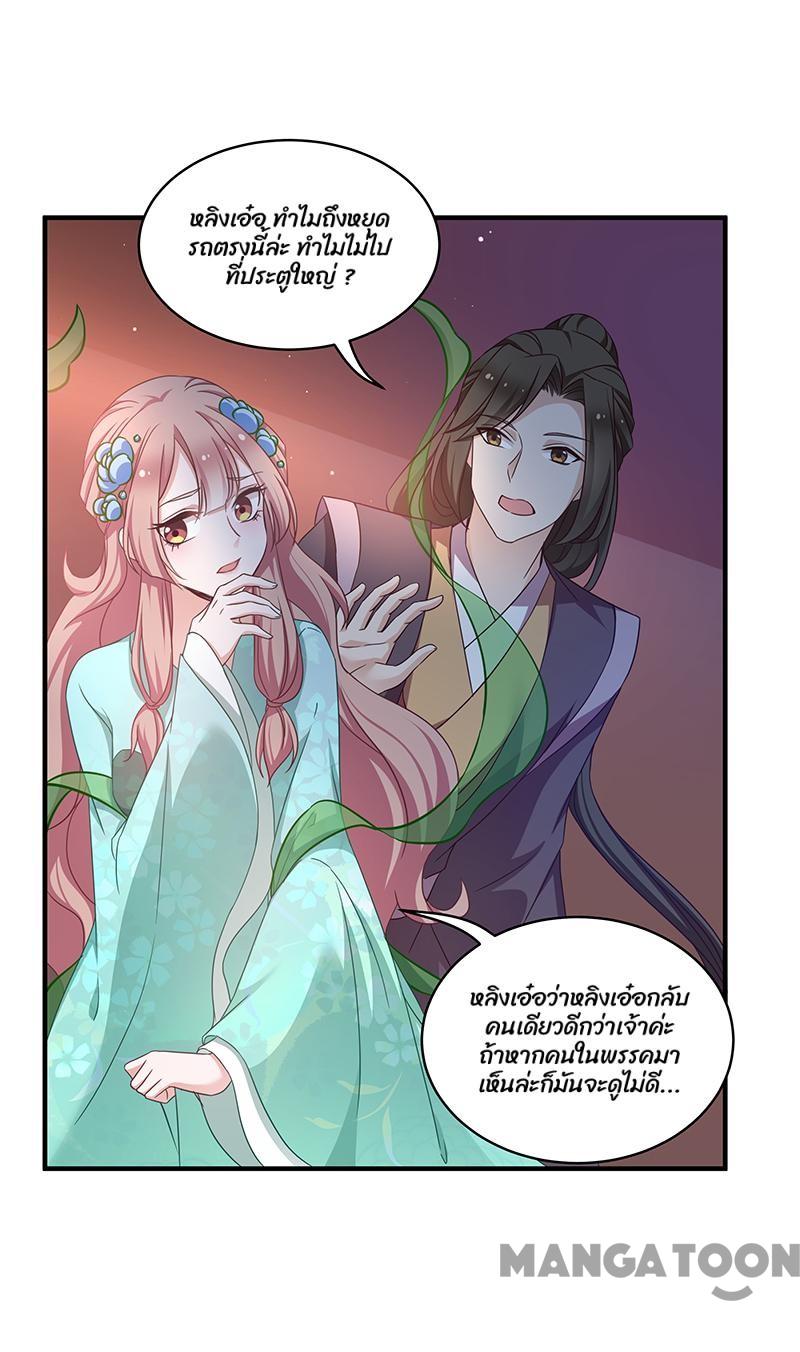 หลิงเอ๋อ ทำไมถึงหยุด
รถตรงนี้ล่ะ ทำไมไม่ไป
ที่ประตูใหญ่ ?
หลิงเอ๋อว่าหลิงเอ๋อกลับ
คนเดียวดีกว่าเจ้าค่ะ
ถ้าหากคนในพรรคมา
เห็นล่ะก็มันจะดูไม่ดี...
MANGATOON